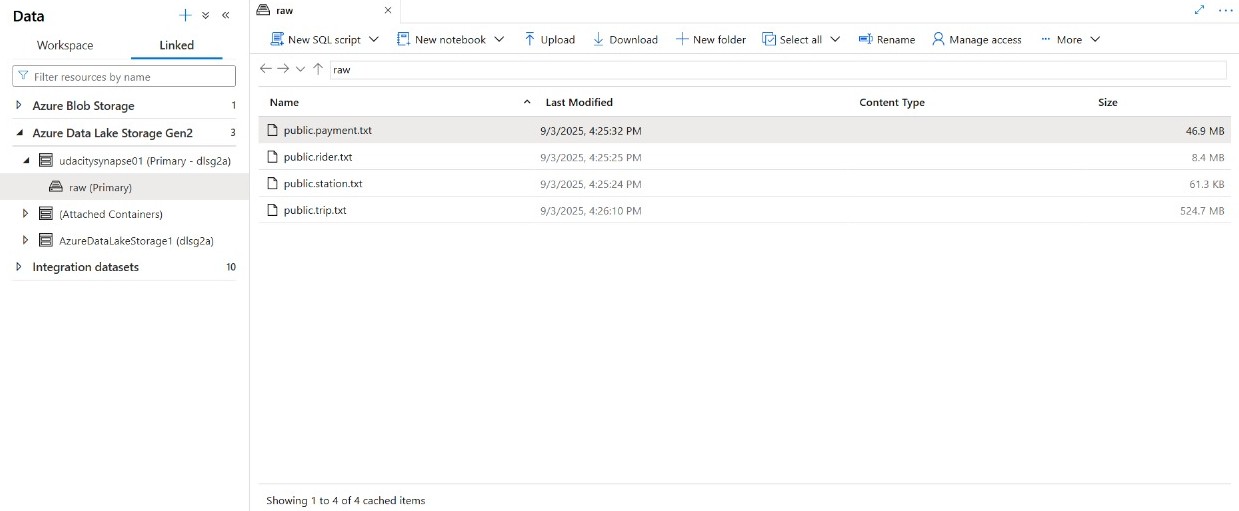 Data
Workspace
Linked
Filter resources by name
Azure Blob Storage 1
Azure Data Lake Storage Gen2 3
udacitysynapse01 (Primary - dlsg2a)
raw (Primary)
(Attached Containers)
AzureDataLakeStorage1 (dlsg2a)
Integration datasets 10
raw
New SQL script New notebook Upload Download New folder Select all Rename Manage access More
raw
Name Last Modified Content Type Size
public.payment.txt 9/3/2025, 4:25:32 PM 46.9 MB
public.rider.txt 9/3/2025, 4:25:25 PM 8.4 MB
public.station.txt 9/3/2025, 4:25:24 PM 61.3 KB
public.trip.txt 9/3/2025, 4:26:10 PM 524.7 MB
Showing 1 to 4 of 4 cached items